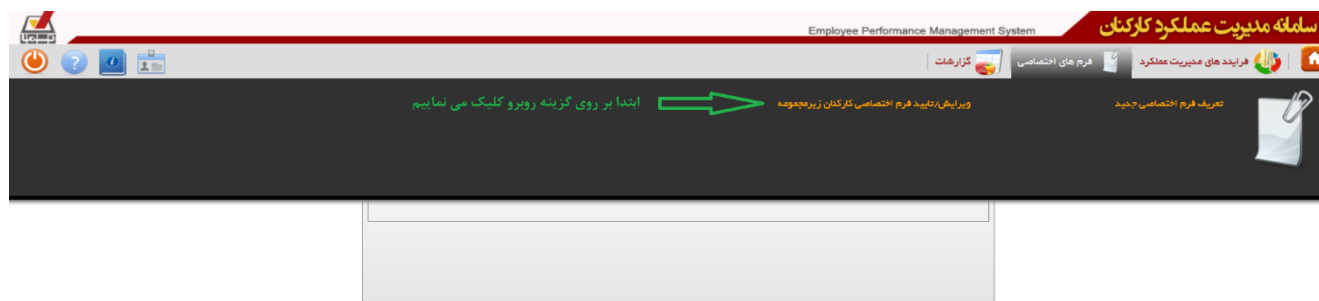 سامانه مدیریت عملکرد کارکنان
Employee Performance Management System
فرایند های مدیریت عملکرد
فرم های اختصاصی
گزارشات
تعریف فرم اختصاصی جدید
ویرایش/تایید فرم اختصاصی کارکنان زیرمجموعه
ابتدا بر روی گزینه روبرو کلیک می نماییم